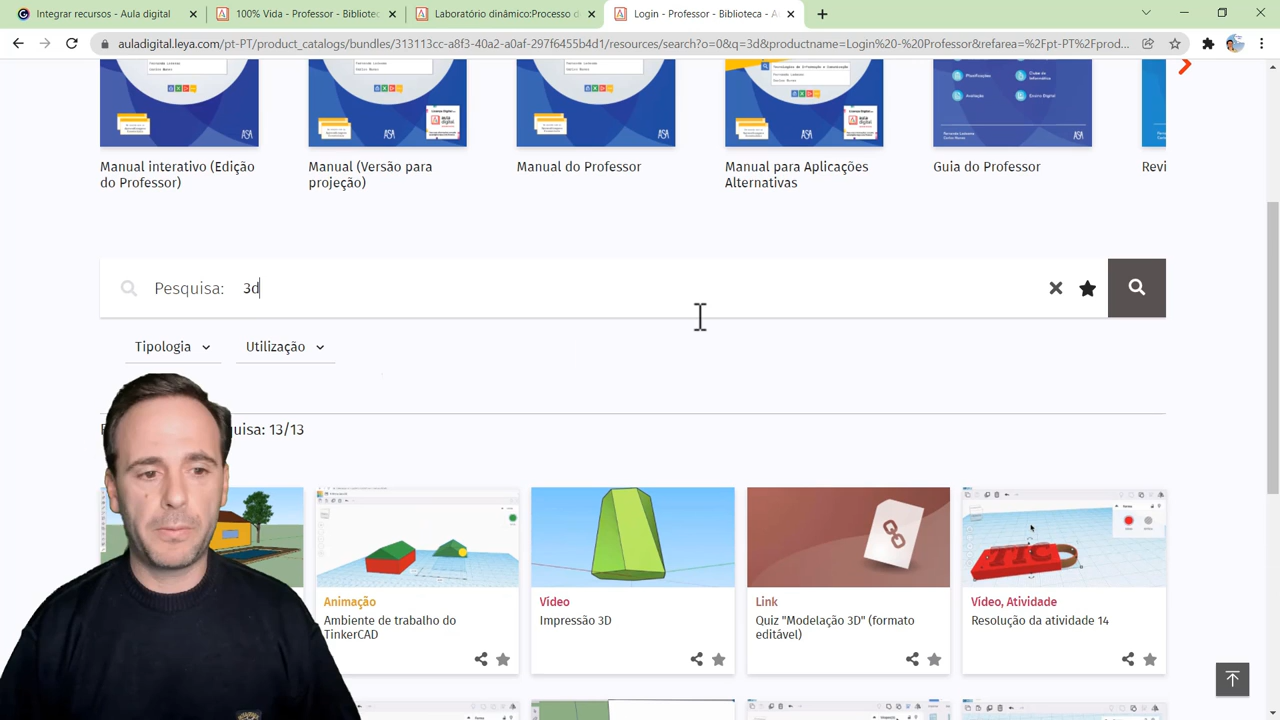 Integrar recursos - Google
100% Vida - Professor - Bibliote
Laboratório dinâmico:Processo d
Login - Professor - Biblioteca - A
auladigital.leya.com/pt-PT/product_catalogs/bundles/313113cc-a8f3-40a2-9daf-297f6455b4d1/resources/search?o=0&q=3d&productname=Login%20-%20Professor&refarea=%2Fpt-PT%2Fprod...
Manual interativo (Edição
do Professor)
Manual (Versão para
projeção)
Manual do Professor
Manual para Aplicações
Alternativas
Guia do Professor
Revi
Pesquisa: 3d
Tipologia
Utilização
uisa: 13/13
Animação
Ambiente de trabalho do
TinkerCAD
Vídeo
Impressão 3D
Link
Quiz "Modelação 3D" (formato
editável)
Vídeo, Atividade
Resolução da atividade 14